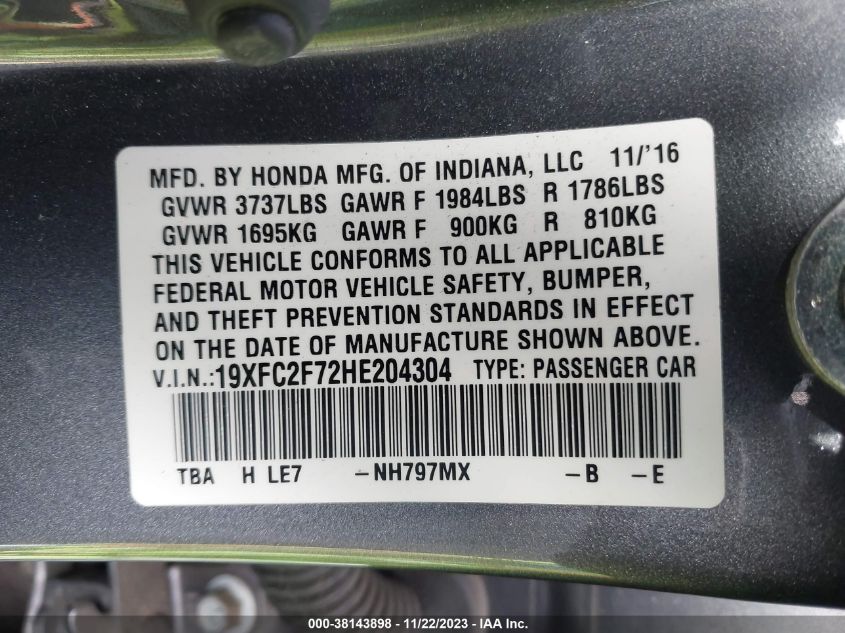 MFD. BY HONDA MFG. OF INDIANA, LLC 11/'16
GVWR 3737LBS GAWR F 1984LBS R 1786LBS
GVWR 1695KG GAWR F 900KG R 810KG
THIS VEHICLE CONFORMS TO ALL APPLICABLE
FEDERAL MOTOR VEHICLE SAFETY, BUMPER,
AND THEFT PREVENTION STANDARDS IN EFFECT
ON THE DATE OF MANUFACTURE SHOWN ABOVE.
V.I.N.:19XFC2F72HE204304 TYPE: PASSENGER CAR
TBA H LE7 -NH797MX -B -E
000-38143898 - 11/22/2023 - © IAA Inc.